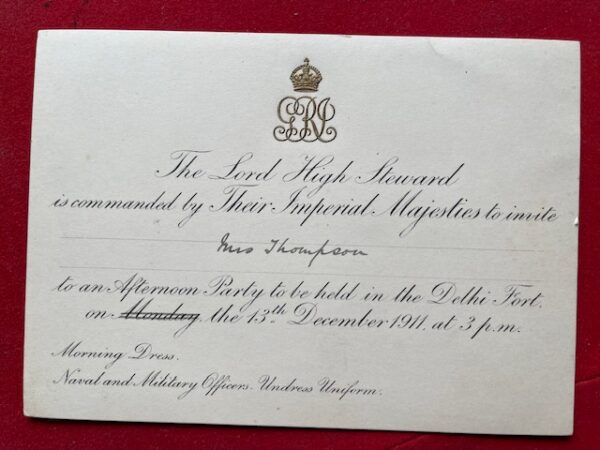 GRI
The Lord High Steward
is commanded by Their Imperial Majesties to invite
Mrs Thompson
to an Afternoon Party to be held in the Delhi Fort,
on Monday, the 13th December 1911, at 3 p.m.
Morning Dress.
Naval and Military Officers. Undress Uniform.